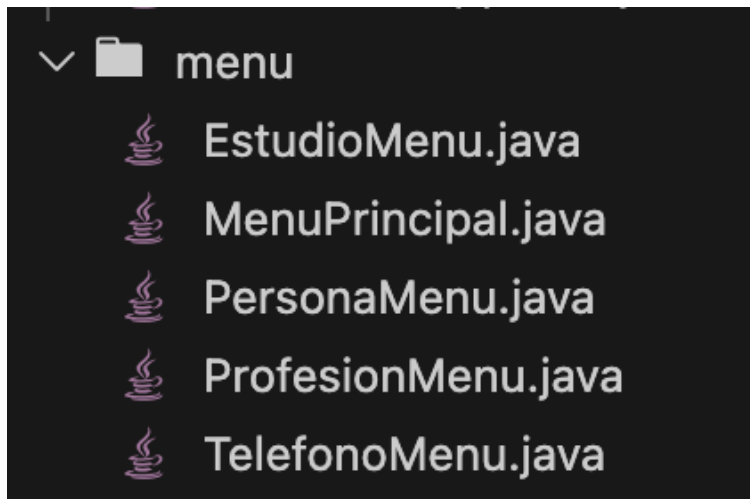 menu
EstudioMenu.java
MenuPrincipal.java
PersonaMenu.java
ProfesionMenu.java
TelefonoMenu.java